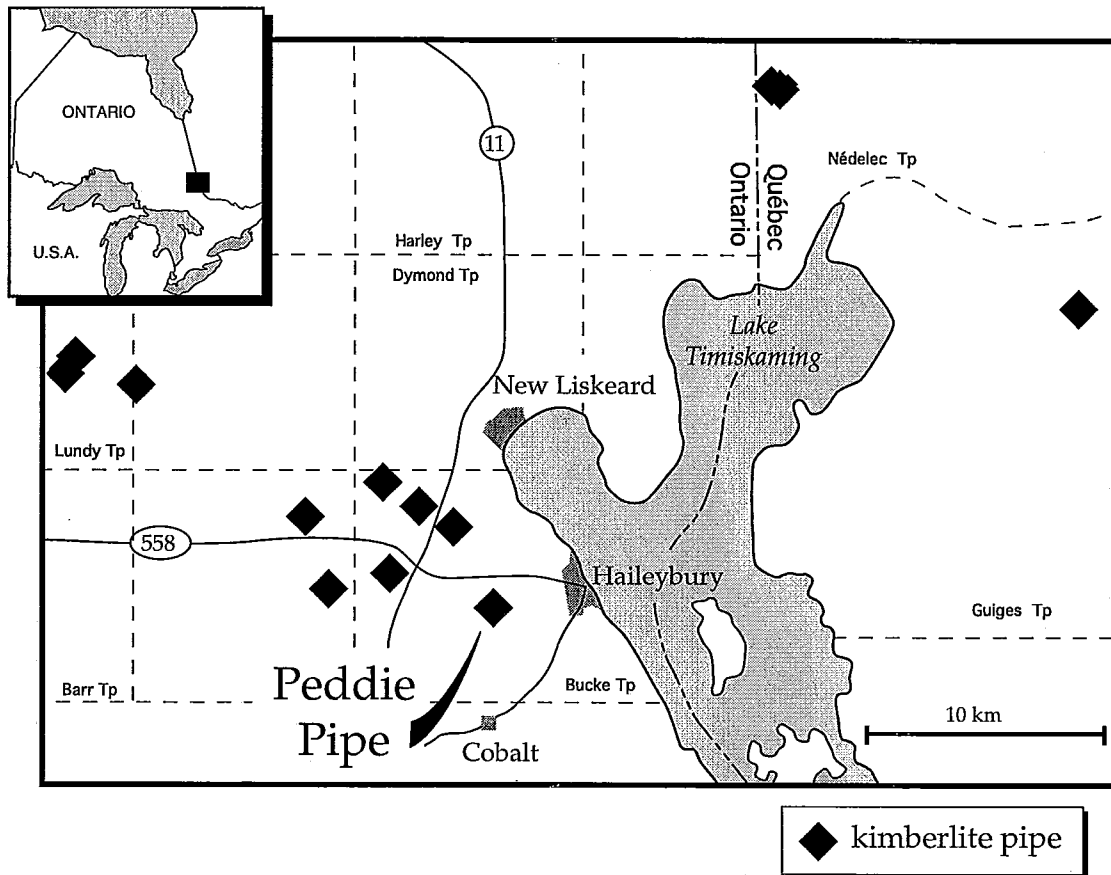 ONTARIO
U.S.A.
11
Québec
Ontario
Nédelec Tp
Harley Tp
Dymond Tp
Lake
Timiskaming
New Liskeard
Lundy Tp
558
Haileybury
Guiges Tp
Peddie
Pipe
Barr Tp
Bucke Tp
Cobalt
10 km
kimberlite pipe